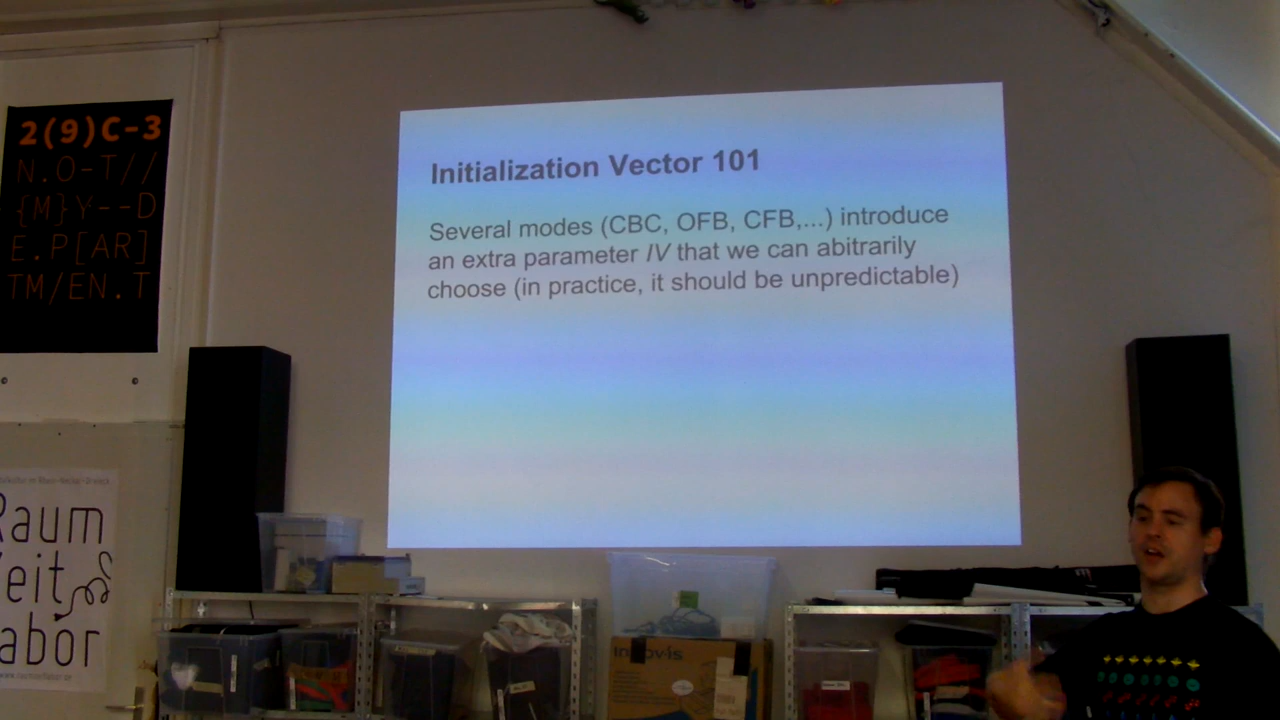 2(9)C-3
N.O-T//
{M}Y--D
E.P[AR]
TM/EN.T
Initialization Vector 101
Several modes (CBC, OFB, CFB,...) introduce
an extra parameter IV that we can abitrarily
choose (in practice, it should be unpredictable)
Raum
Zeit
Labor